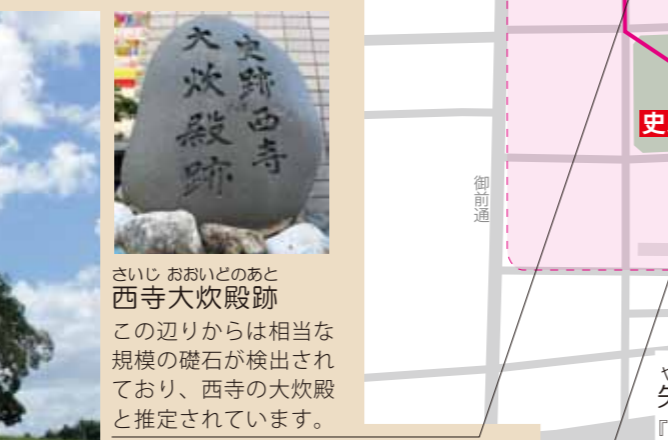 史跡西寺
大炊殿跡
さいじ おおいどのあと
西寺大炊殿跡
この辺りからは相当な
規模の礎石が検出され
ており、西寺の大炊殿
と推定されています。
御前通
史